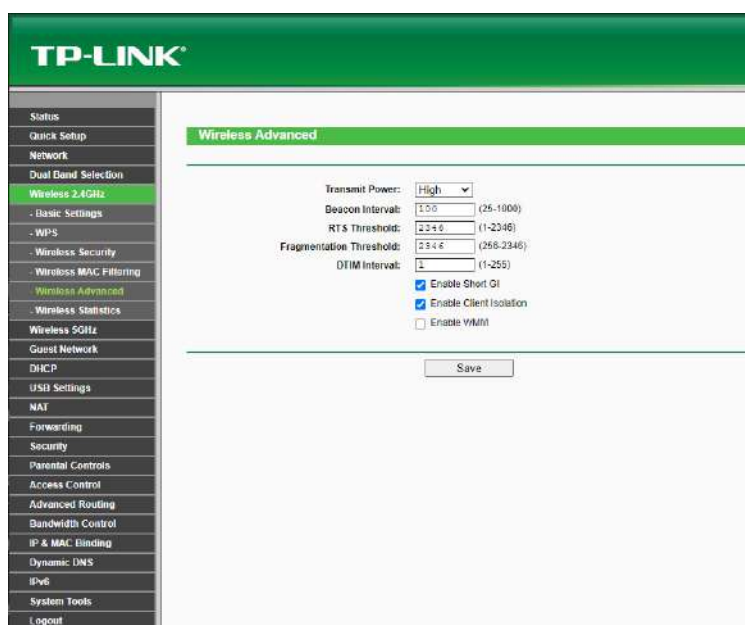 TP-LINK®
Status
Quick Setup
Network
Dual Band Selection
Wireless 2.4GHz
- Basic Settings
- WPS
- Wireless Security
- Wireless MAC Filtering
- Wireless Advanced
- Wireless Statistics
Wireless 5GHz
Guest Network
DHCP
USB Settings
NAT
Forwarding
Security
Parental Controls
Access Control
Advanced Routing
Bandwidth Control
IP & MAC Binding
Dynamic DNS
IPv6
System Tools
Logout
Wireless Advanced
Transmit Power: High
Beacon Interval: 100 (25-1000)
RTS Threshold: 2346 (1-2346)
Fragmentation Threshold: 2346 (256-2346)
DTIM Interval: 1 (1-255)
Enable Short GI
Enable Client Isolation
Enable WMM
Save